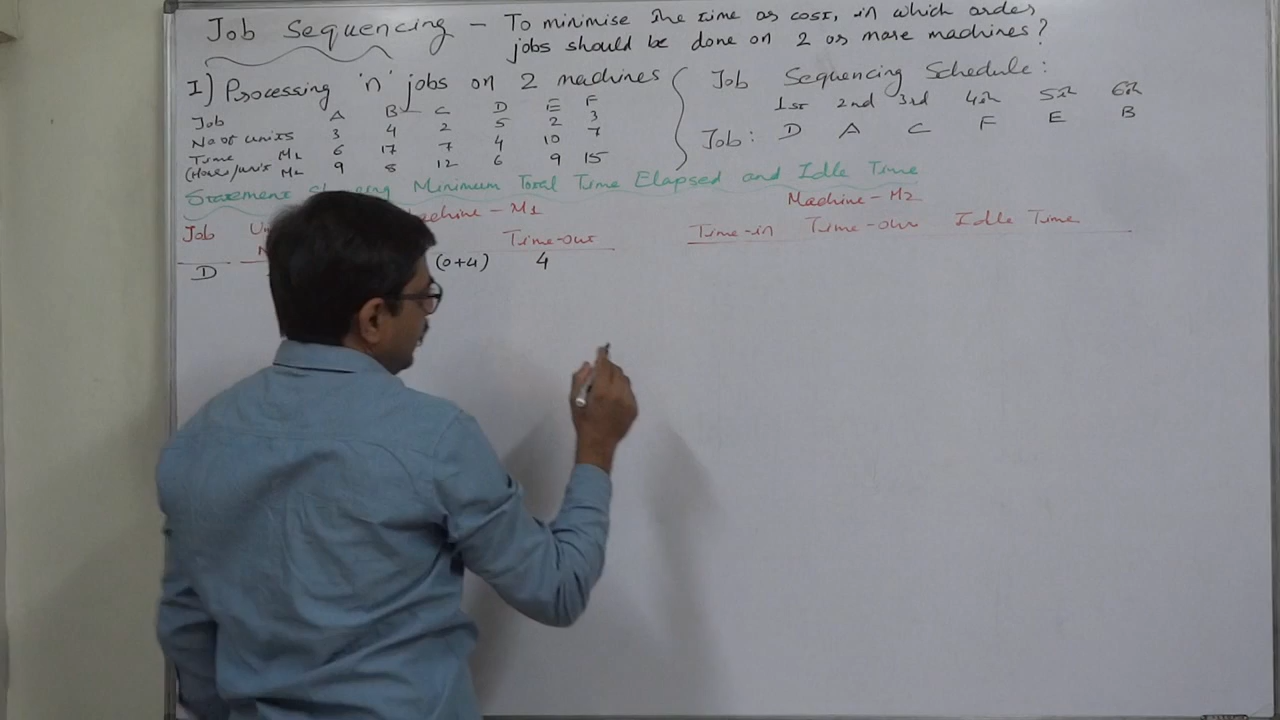 Job Sequencing - To minimise the time or cost, in which order
jobs should be done on 2 or more machines?
I) Processing 'n' jobs on 2 machines
Job A B C D E F
No of units 3 4 2 5 2 3
Time M1 6 17 7 4 10 7
(Hours/unit M2 9 8 12 6 9 15
Job Sequencing Schedule:
1st 2nd 3rd 4th 5th 6th
Job: D A C F E B
Statement Minimum Total Time Elapsed and Idle Time
Machine - M1 Machine - M2
Job Time-out Time-in Time-out Idle Time
D (0+4) 4